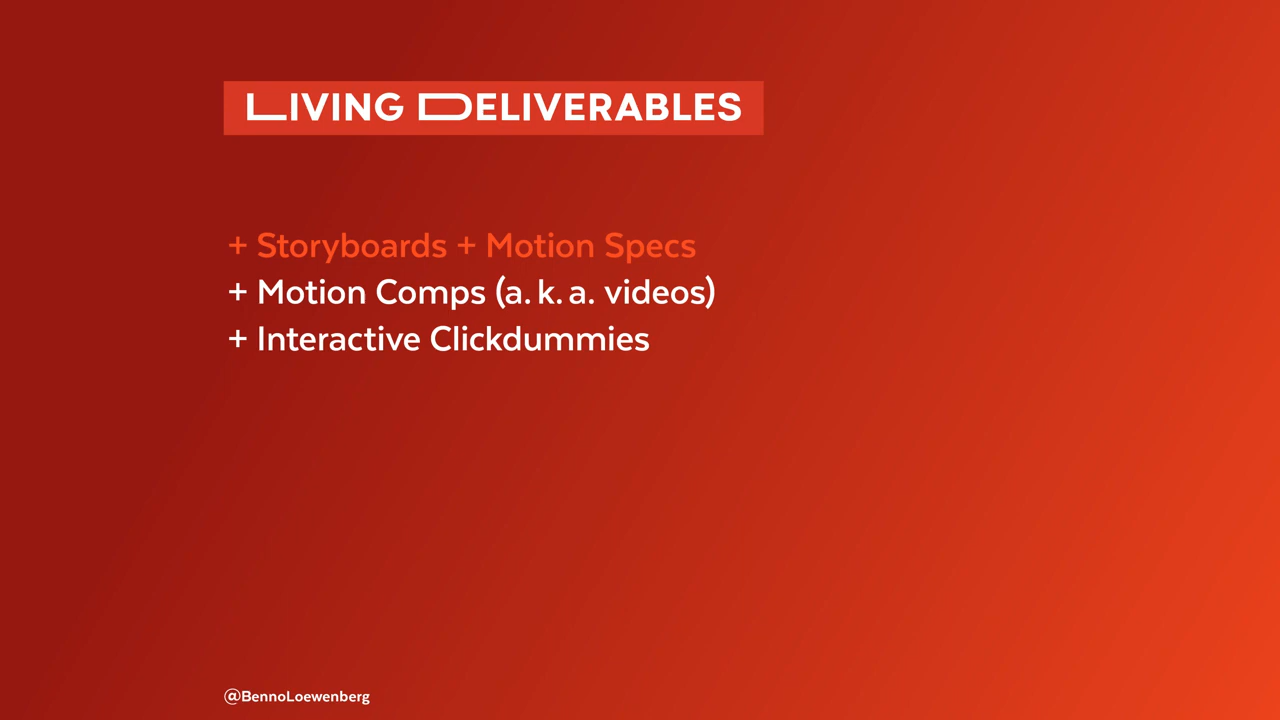 LIVING DELIVERABLES
+ Storyboards + Motion Specs
+ Motion Comps (a. k. a. videos)
+ Interactive Clickdummies
@BennoLoewenberg